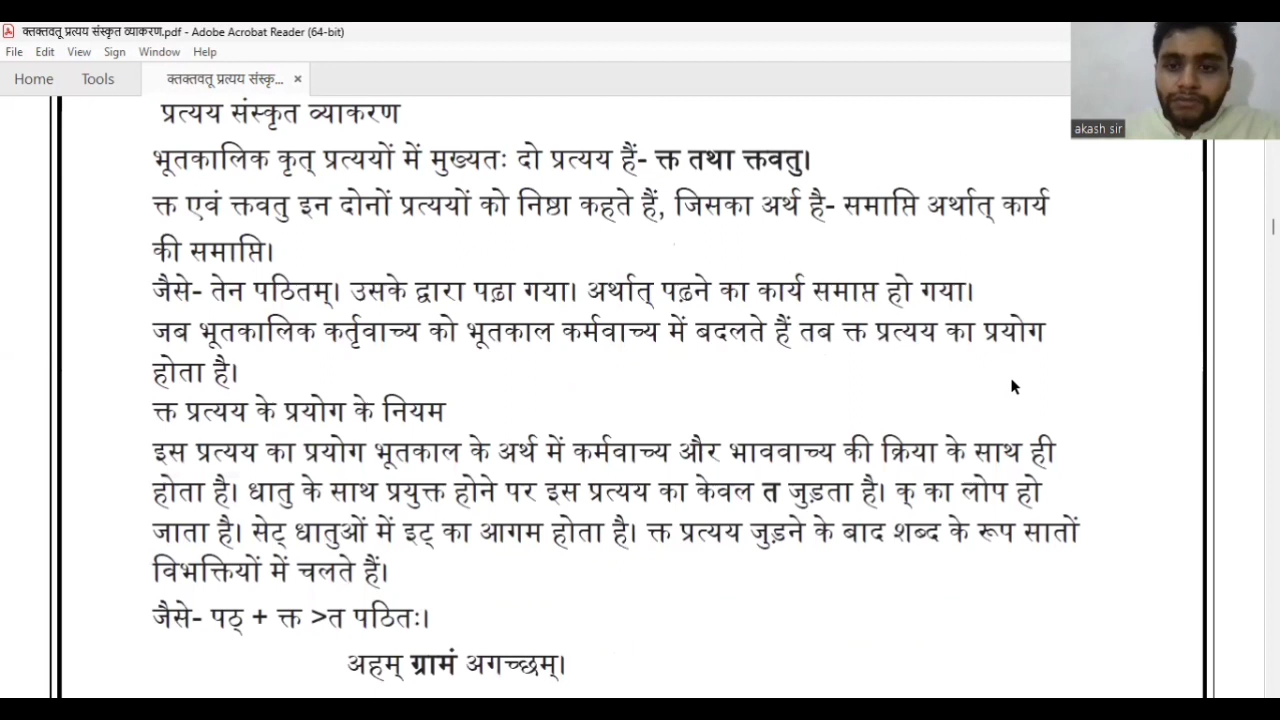 क्तक्तवतू प्रत्यय संस्कृत व्याकरण.pdf - Adobe Acrobat Reader (64-bit)
File Edit View Sign Window Help
Home Tools क्तक्तवतू प्रत्यय संस्कृ... ×
akash sir
प्रत्यय संस्कृत व्याकरण
भूतकालिक कृत् प्रत्ययों में मुख्यतः दो प्रत्यय हैं- क्त तथा क्तवतु।
क्त एवं क्तवतु इन दोनों प्रत्ययों को निष्ठा कहते हैं, जिसका अर्थ है- समाप्ति अर्थात् कार्य
की समाप्ति।
जैसे- तेन पठितम्। उसके द्वारा पढ़ा गया। अर्थात् पढ़ने का कार्य समाप्त हो गया।
जब भूतकालिक कर्तृवाच्य को भूतकाल कर्मवाच्य में बदलते हैं तब क्त प्रत्यय का प्रयोग
होता है।
क्त प्रत्यय के प्रयोग के नियम
इस प्रत्यय का प्रयोग भूतकाल के अर्थ में कर्मवाच्य और भाववाच्य की क्रिया के साथ ही
होता है। धातु के साथ प्रयुक्त होने पर इस प्रत्यय का केवल त जुड़ता है। क् का लोप हो
जाता है। सेट् धातुओं में इट् का आगम होता है। क्त प्रत्यय जुड़ने के बाद शब्द के रूप सातों
विभक्तियों में चलते हैं।
जैसे- पठ् + क्त >त पठितः।
अहम् ग्रामं अगच्छम्।